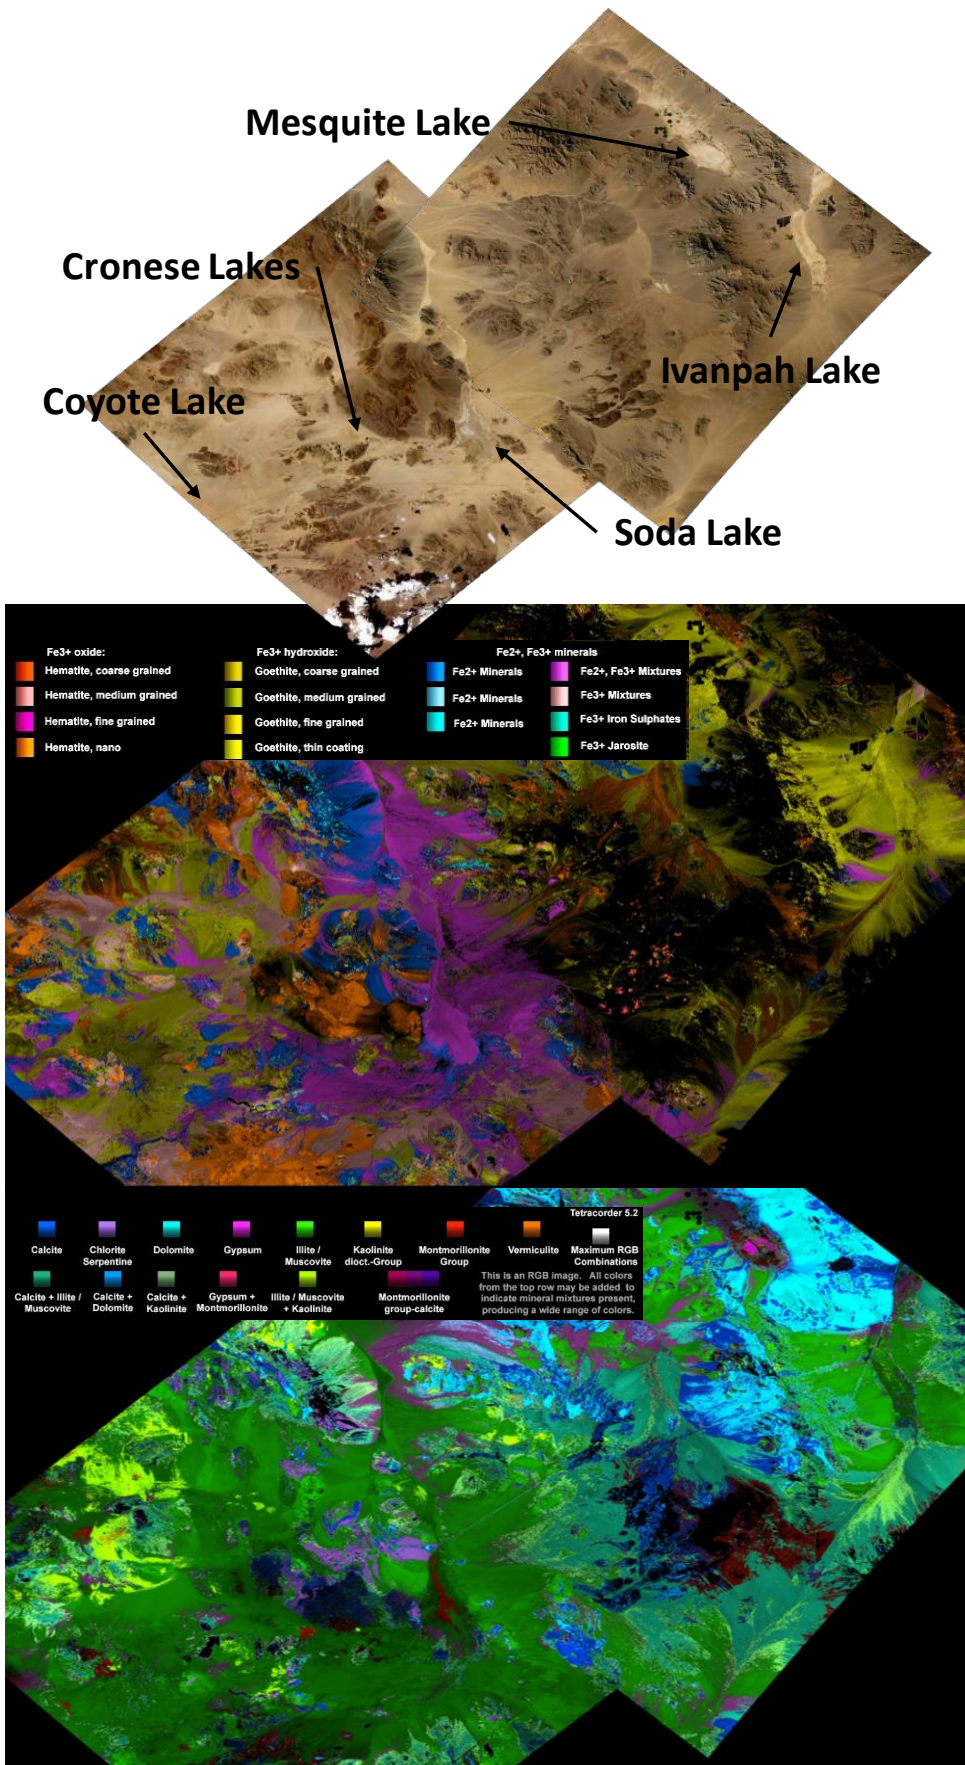 Mesquite Lake
Cronese Lakes
Ivanpah Lake
Coyote Lake
Soda Lake
Fe3+ oxide:
Hematite, coarse grained
Hematite, medium grained
Hematite, fine grained
Hematite, nano
Fe3+ hydroxide:
Goethite, coarse grained
Goethite, medium grained
Goethite, fine grained
Goethite, thin coating
Fe2+, Fe3+ minerals
Fe2+ Minerals
Fe2+ Minerals
Fe2+ Minerals
Fe2+, Fe3+ Mixtures
Fe3+ Mixtures
Fe3+ Iron Sulphates
Fe3+ Jarosite
Tetracorder 5.2
Calcite
Chlorite
Serpentine
Dolomite
Gypsum
Illite /
Muscovite
Kaolinite
dioct.-Group
Montmorillonite
Group
Vermiculite
Maximum RGB
Combinations
Calcite + Illite /
Muscovite
Calcite +
Dolomite
Calcite +
Kaolinite
Gypsum +
Montmorillonite
Illite / Muscovite
+ Kaolinite
Montmorillonite
group-calcite
This is an RGB image. All colors
from the top row may be added to
indicate mineral mixtures present,
producing a wide range of colors.